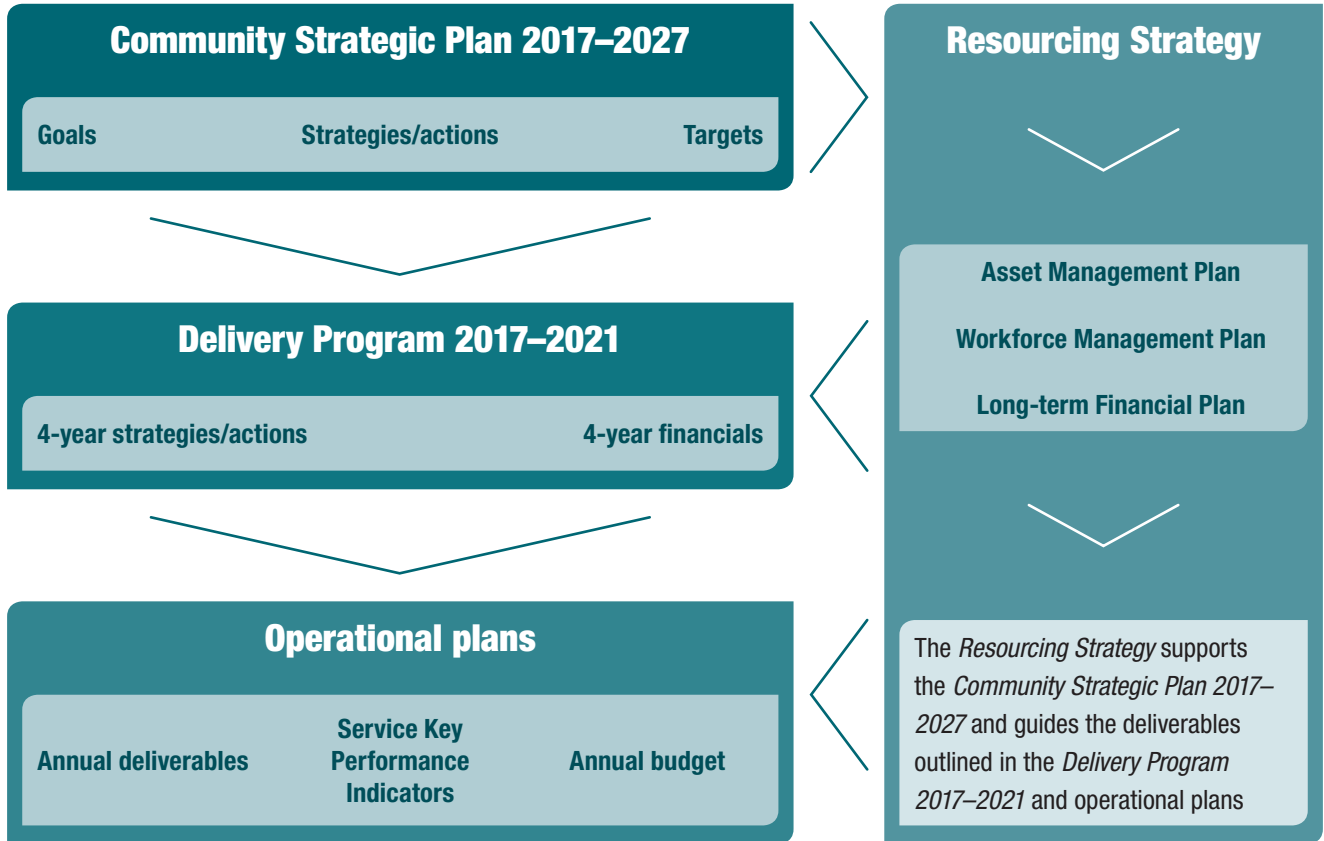 Community Strategic Plan 2017–2027
Goals
Strategies/actions
Targets
Delivery Program 2017–2021
4-year strategies/actions
4-year financials
Operational plans
Annual deliverables
Service Key
Performance
Indicators
Annual budget
Resourcing Strategy
Asset Management Plan
Workforce Management Plan
Long-term Financial Plan
The Resourcing Strategy supports
the Community Strategic Plan 2017–
2027 and guides the deliverables
outlined in the Delivery Program
2017–2021 and operational plans